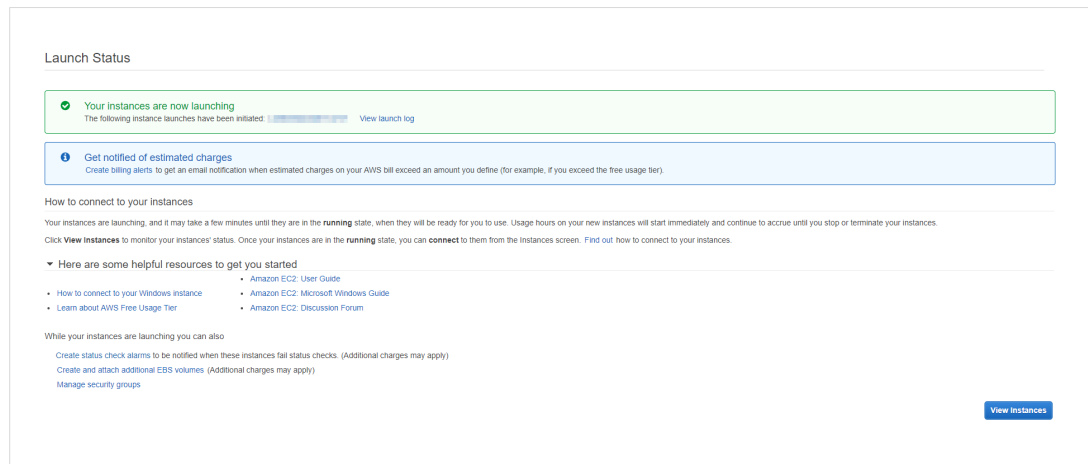 Launch Status
Your instances are now launching
The following instance launches have been initiated: View launch log
Get notified of estimated charges
Create billing alerts to get an email notification when estimated charges on your AWS bill exceed an amount you define (for example, if you exceed the free usage tier).
How to connect to your instances
Your instances are launching, and it may take a few minutes until they are in the running state, when they will be ready for you to use. Usage hours on your new instances will start immediately and continue to accrue until you stop or terminate your instances.
Click View Instances to monitor your instances' status. Once your instances are in the running state, you can connect to them from the Instances screen. Find out how to connect to your instances.
Here are some helpful resources to get you started
• Amazon EC2: User Guide
• How to connect to your Windows instance • Amazon EC2: Microsoft Windows Guide
• Learn about AWS Free Usage Tier • Amazon EC2: Discussion Forum
While your instances are launching you can also
Create status check alarms to be notified when these instances fail status checks. (Additional charges may apply)
Create and attach additional EBS volumes (Additional charges may apply)
Manage security groups
View Instances